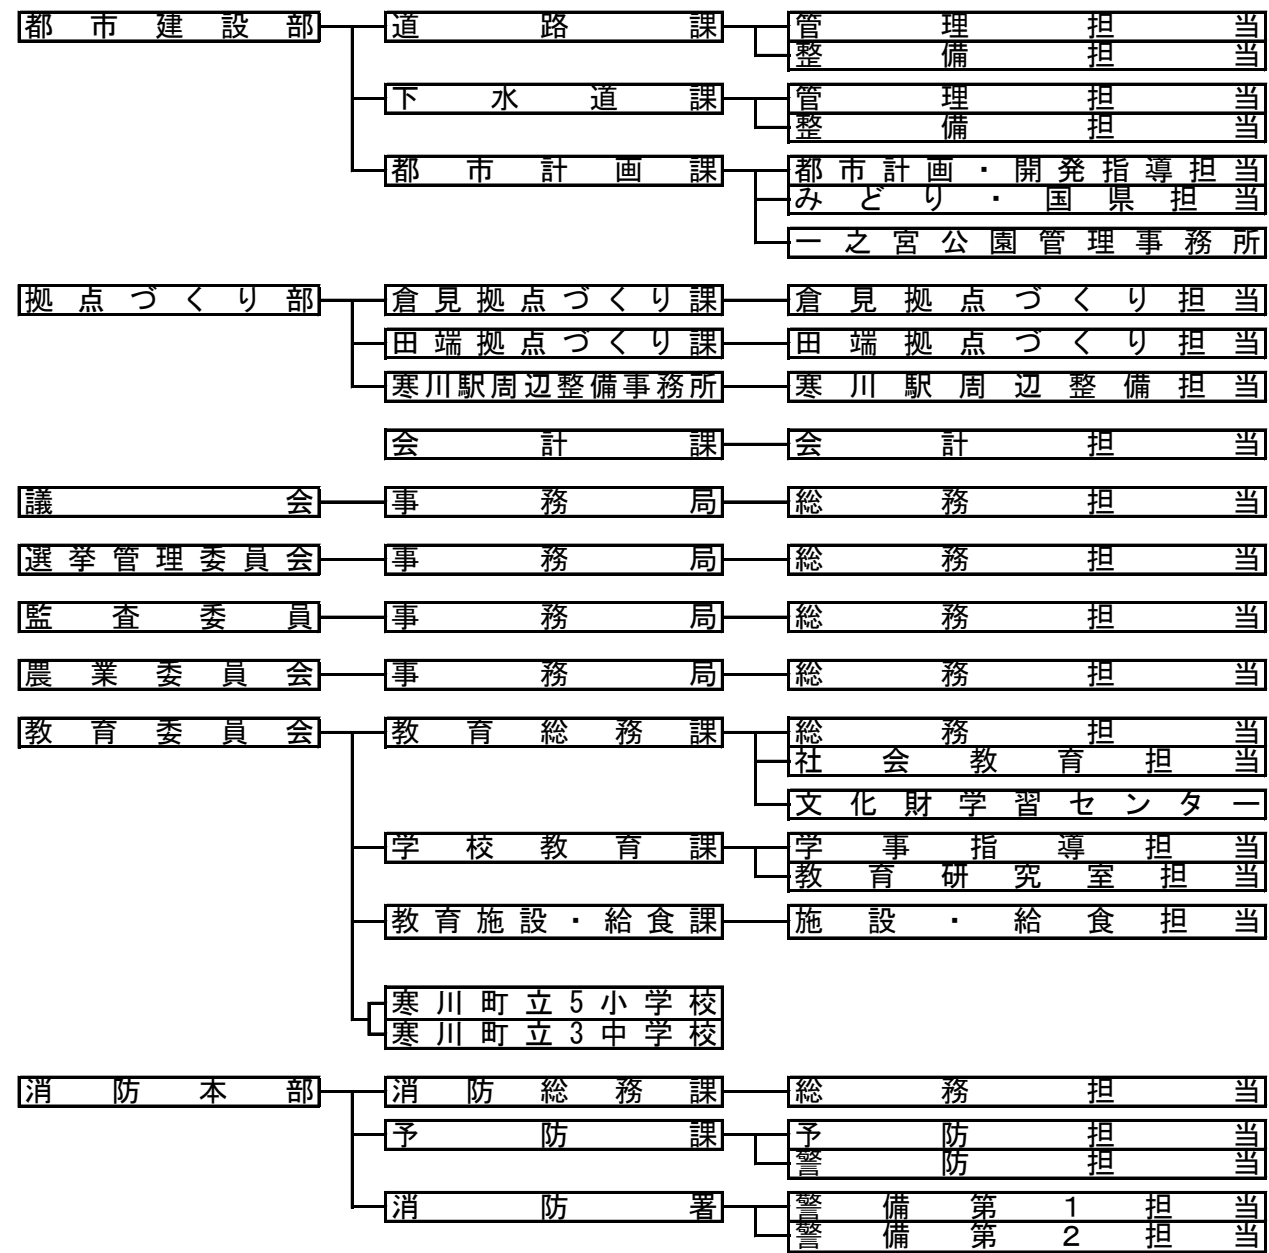 都市建設部 道路課 管理担当
整備担当
下水道課 管理担当
整備担当
都市計画課 都市計画・開発指導担当
みどり・国県担当
一之宮公園管理事務所
拠点づくり部 倉見拠点づくり課 倉見拠点づくり担当
田端拠点づくり課 田端拠点づくり担当
寒川駅周辺整備事務所 寒川駅周辺整備担当
会計課 会計担当
議会 事務局 総務担当
選挙管理委員会 事務局 総務担当
監査委員 事務局 総務担当
農業委員会 事務局 総務担当
教育委員会 教育総務課 総務担当
社会教育担当
文化財学習センター
学校教育課 学事指導担当
教育研究室担当
教育施設・給食課 施設・給食担当
寒川町立5小学校
寒川町立3中学校
消防本部 消防総務課 総務担当
予防課 予防担当
警防担当
消防署 警備第1担当
警備第2担当